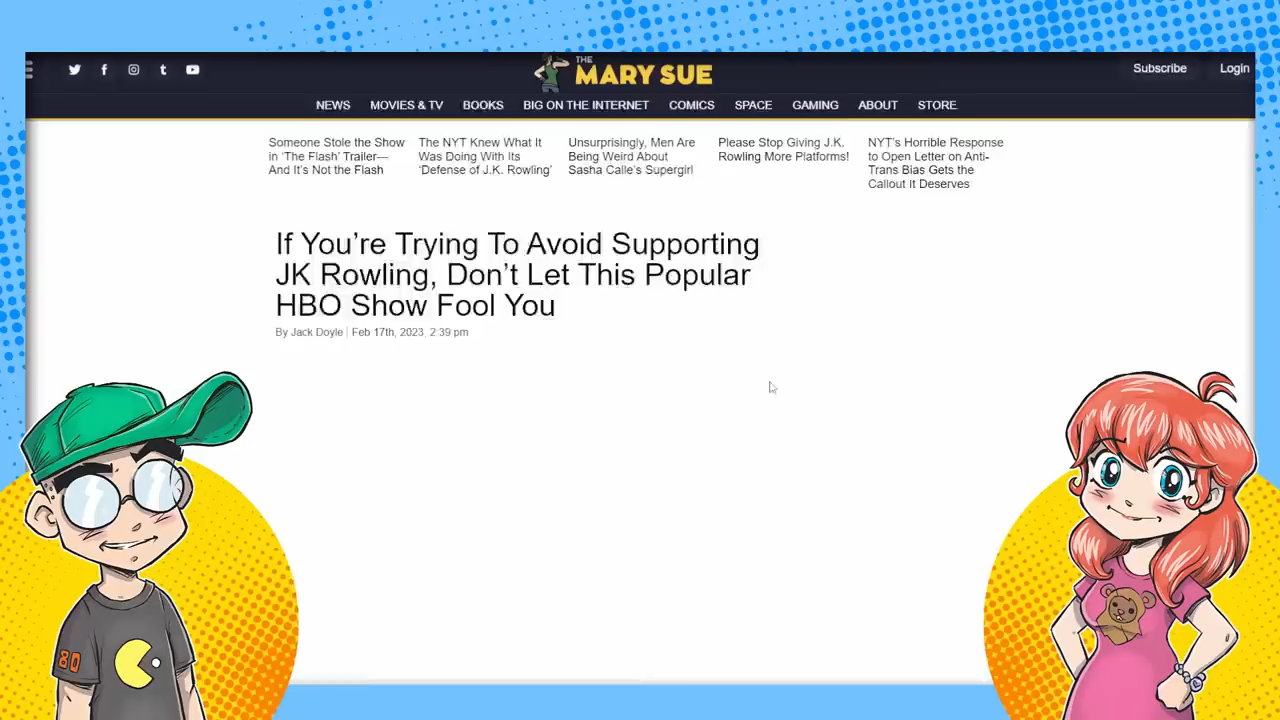 THE
MARY SUE
Subscribe Login
NEWS MOVIES & TV BOOKS BIG ON THE INTERNET COMICS SPACE GAMING ABOUT STORE
Someone Stole the Show
in ‘The Flash’ Trailer—
And It’s Not the Flash
The NYT Knew What It
Was Doing With Its
‘Defense of J.K. Rowling’
Unsurprisingly, Men Are
Being Weird About
Sasha Calle’s Supergirl
Please Stop Giving J.K.
Rowling More Platforms!
NYT’s Horrible Response
to Open Letter on Anti-
Trans Bias Gets the
Callout It Deserves
If You’re Trying To Avoid Supporting
JK Rowling, Don’t Let This Popular
HBO Show Fool You
By Jack Doyle | Feb 17th, 2023, 2:39 pm
80